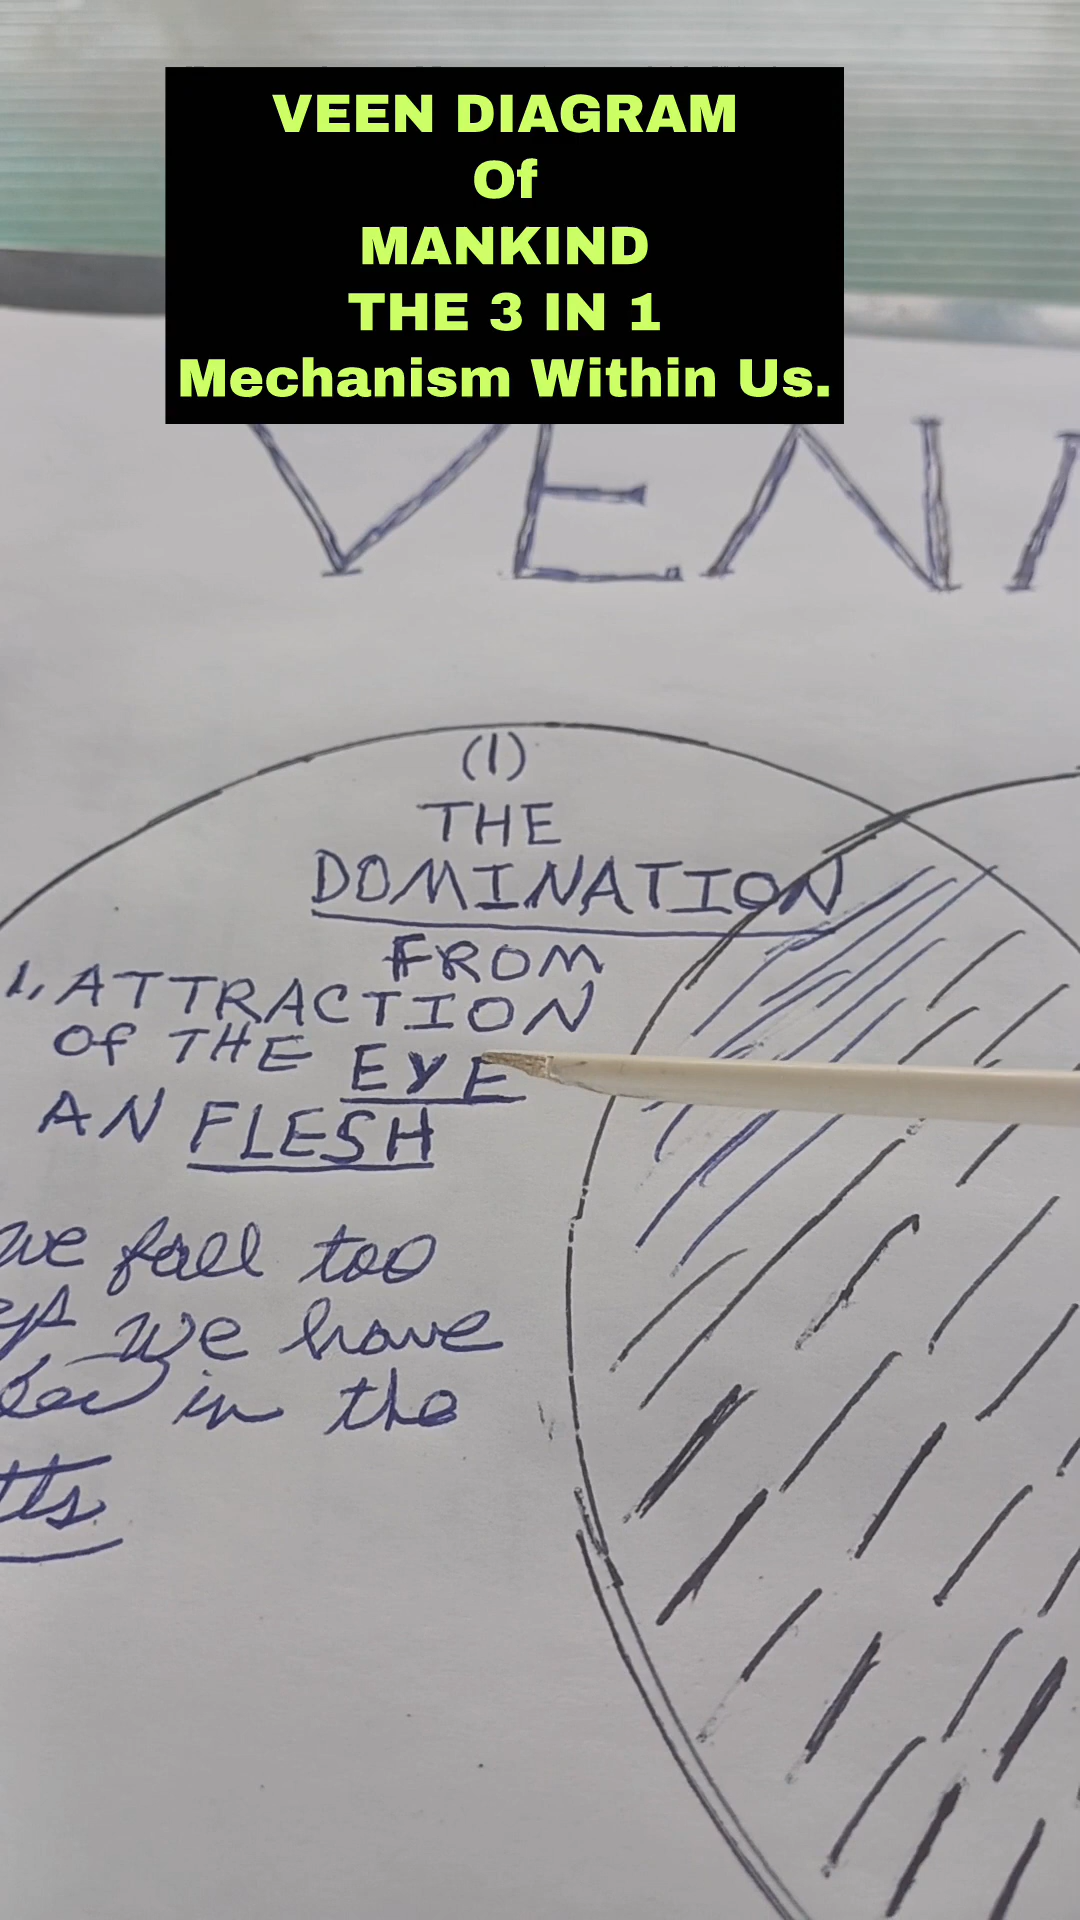 VEEN DIAGRAM
Of
MANKIND
THE 3 IN 1
Mechanism Within Us.
VENN
(1)
THE
DOMINATION
FROM
1. ATTRACTION
Of THE EYE
AN FLESH
we fall too
we have
in the